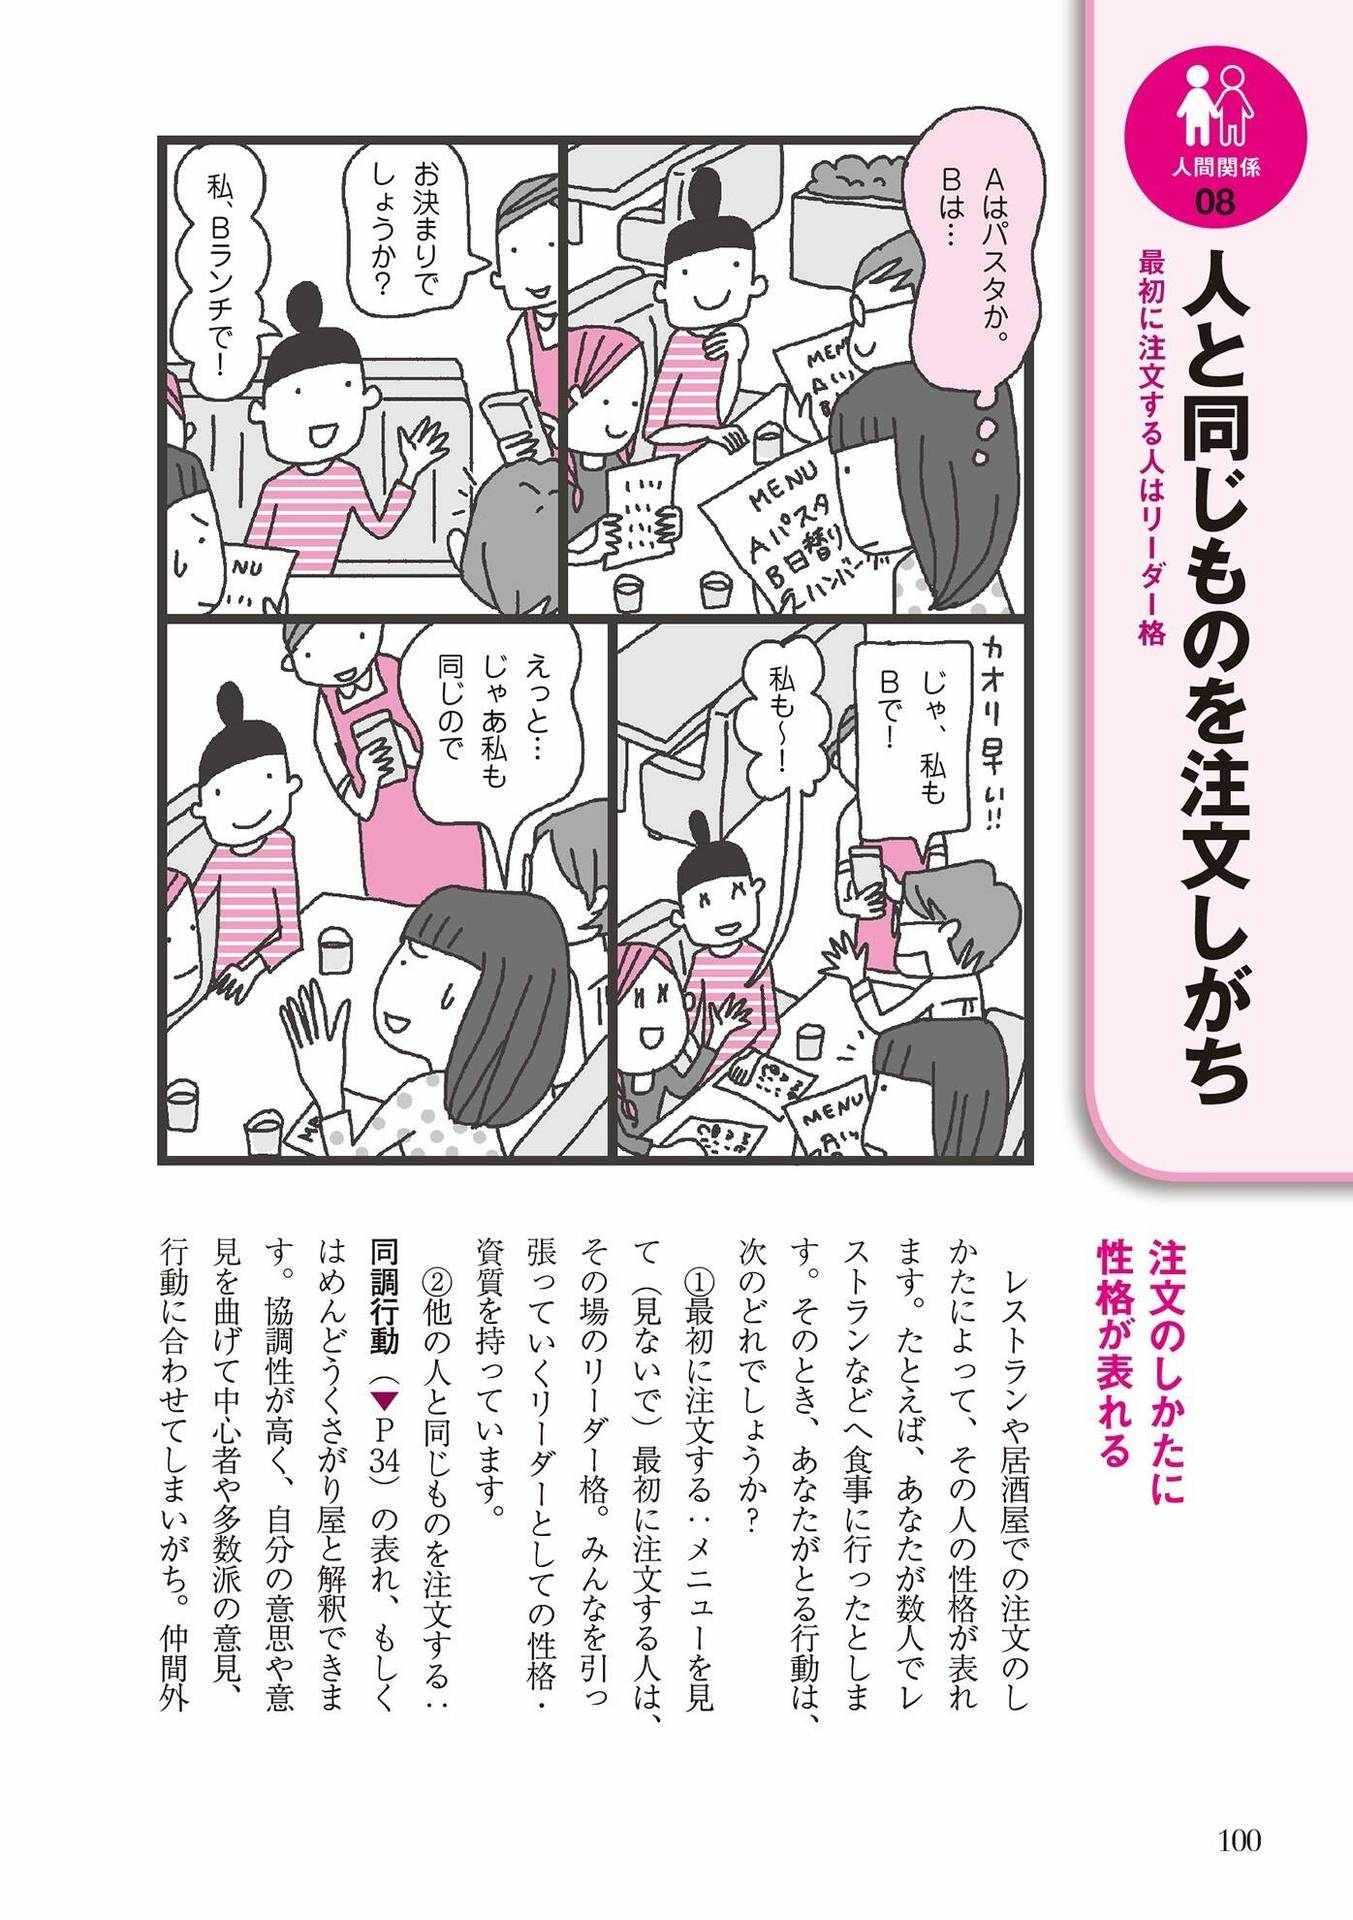 人間関係
08
人と同じものを注文しがち
最初に注文する人はリーダー格
Aはパスタか。
Bは…
MENU
Aパスタ
B日替り
ハンバーグ
お決まりで
しょうか?
私、Bランチで!
カオリ早い!!
じゃ、私も
Bで!
私も〜!
MENU
えっと…
じゃあ私も
同じので
注文のしかたに
性格が表れる
レストランや居酒屋での注文のし
かたによって、その人の性格が表れ
ます。たとえば、あなたが数人でレ
ストランなどへ食事に行ったとしま
す。そのとき、あなたがとる行動は、
次のどれでしょうか?
①最初に注文する:メニューを見
て(見ないで)最初に注文する人は、
その場のリーダー格。みんなを引っ
張っていくリーダーとしての性格・
資質を持っています。
②他の人と同じものを注文する:
同調行動(▼P34)の表れ、もしく
はめんどうくさがり屋と解釈できま
す。協調性が高く、自分の意思や意
見を曲げて中心者や多数派の意見、
行動に合わせてしまいがち。仲間外
100